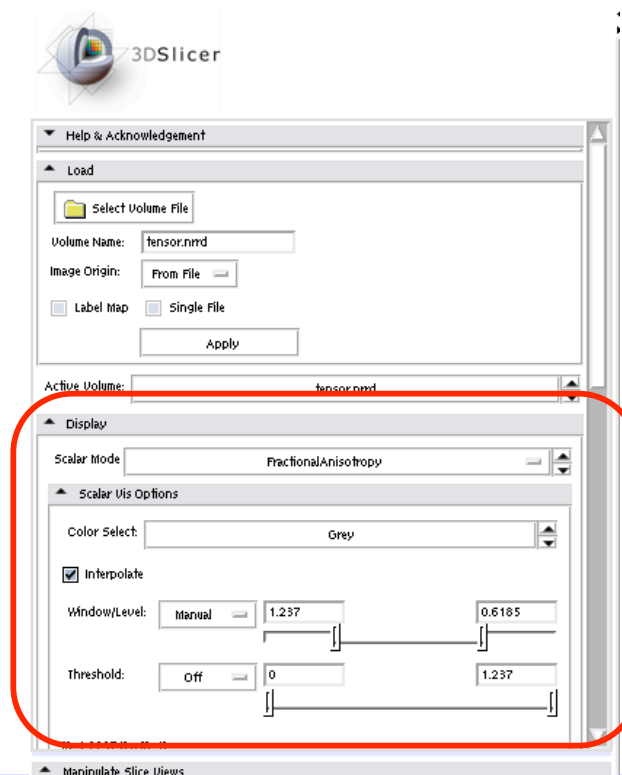 3DSlicer
Help & Acknowledgement
Load
Select Volume File
Volume Name: tensor.nrrd
Image Origin: From File
Label Map Single File
Apply
Active Volume: tensor.nrrd
Display
Scalar Mode FractionalAnisotropy
Scalar Vis Options
Color Select: Grey
Interpolate
Window/Level: Manual 1.237 0.6185
Threshold: Off 0 1.237
Manipulate Slice Views